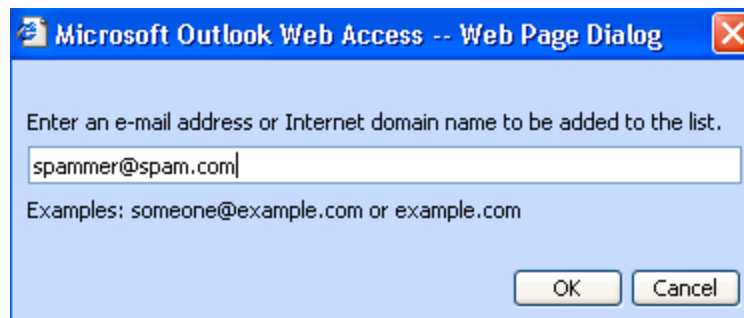 Microsoft Outlook Web Access -- Web Page Dialog
Enter an e-mail address or Internet domain name to be added to the list.
spammer@spam.com
Examples: someone@example.com or example.com
OK Cancel